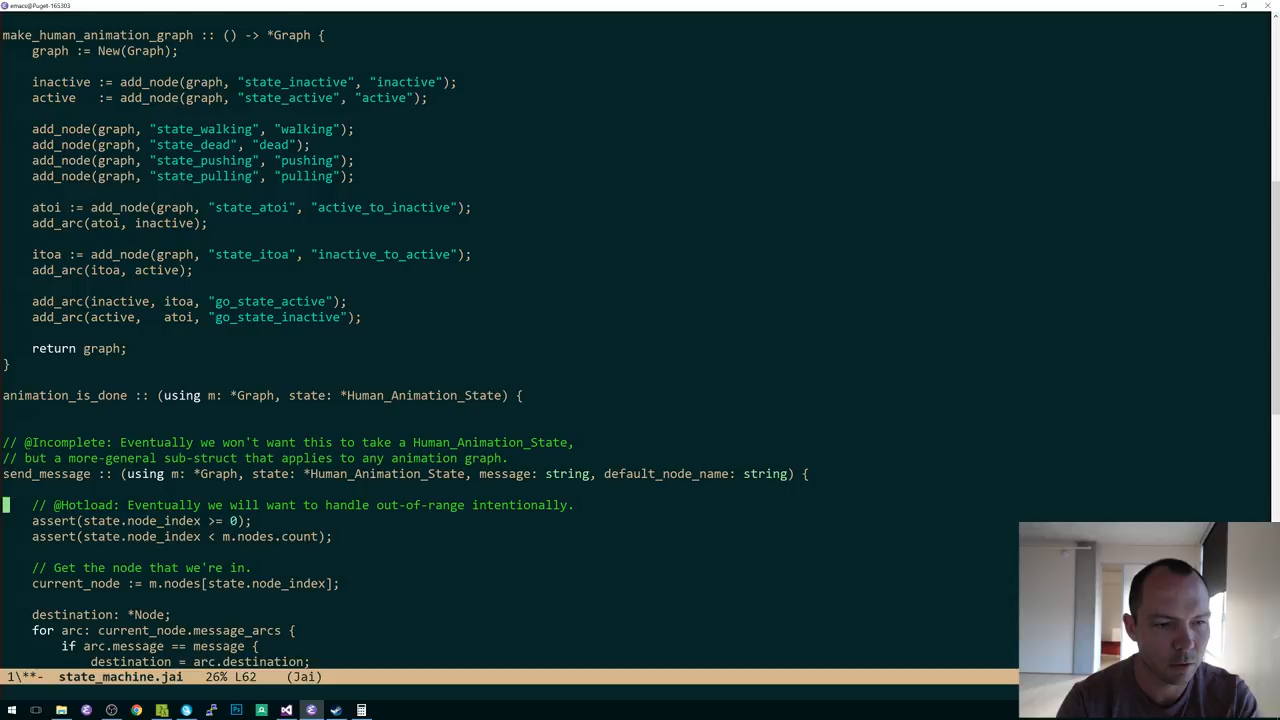 emacs@Puget-165303
make_human_animation_graph :: () -> *Graph {
    graph := New(Graph);
    inactive := add_node(graph, "state_inactive", "inactive");
    active   := add_node(graph, "state_active", "active");
    add_node(graph, "state_walking", "walking");
    add_node(graph, "state_dead", "dead");
    add_node(graph, "state_pushing", "pushing");
    add_node(graph, "state_pulling", "pulling");
    atoi := add_node(graph, "state_atoi", "active_to_inactive");
    add_arc(atoi, inactive);
    itoa := add_node(graph, "state_itoa", "inactive_to_active");
    add_arc(itoa, active);
    add_arc(inactive, itoa, "go_state_active");
    add_arc(active,   atoi, "go_state_inactive");
    return graph;
}
animation_is_done :: (using m: *Graph, state: *Human_Animation_State) {
// @Incomplete: Eventually we won't want this to take a Human_Animation_State,
// but a more-general sub-struct that applies to any animation graph.
send_message :: (using m: *Graph, state: *Human_Animation_State, message: string, default_node_name: string) {
    // @Hotload: Eventually we will want to handle out-of-range intentionally.
    assert(state.node_index >= 0);
    assert(state.node_index < m.nodes.count);
    // Get the node that we're in.
    current_node := m.nodes[state.node_index];
    destination: *Node;
    for arc: current_node.message_arcs {
        if arc.message == message {
            destination = arc.destination;
1\**-  state_machine.jai   26% L62    (Jai)